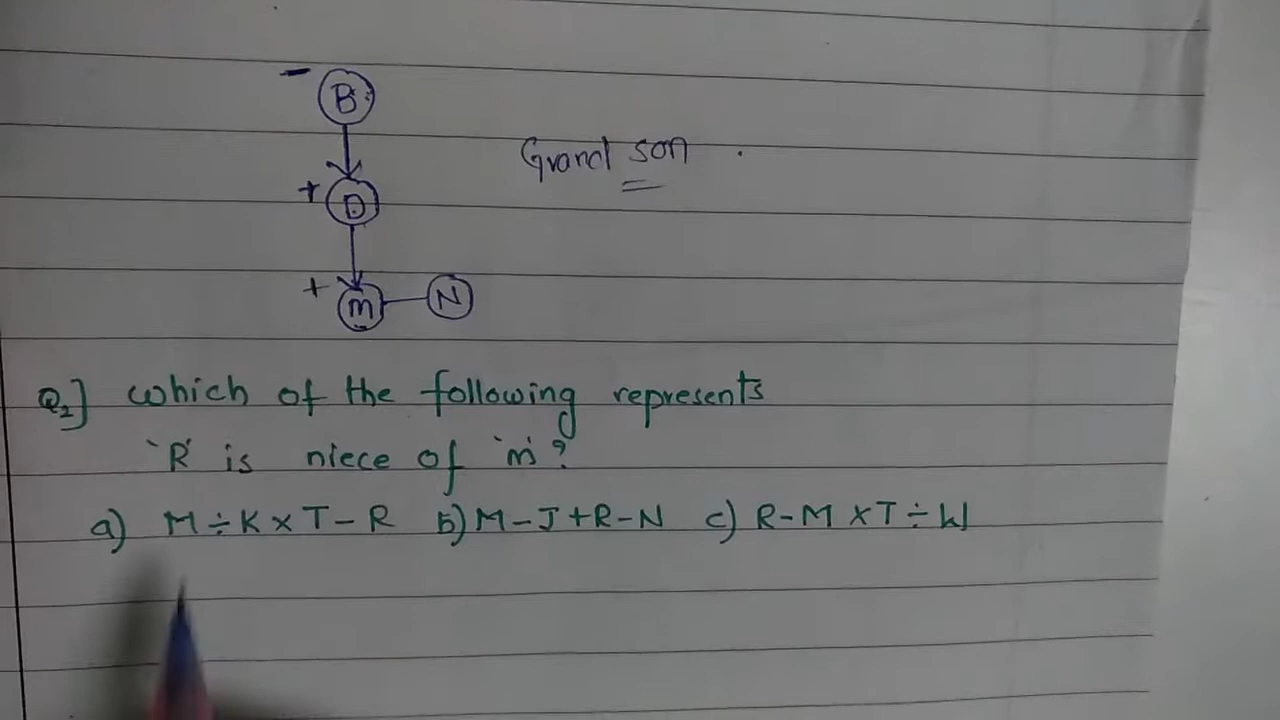 - B
+ D
Grand son .
+ m N
Q2] which of the following represents
`R' is niece of `m'?
a) M÷K×T-R b) M-J+R-N c) R-M×T÷W